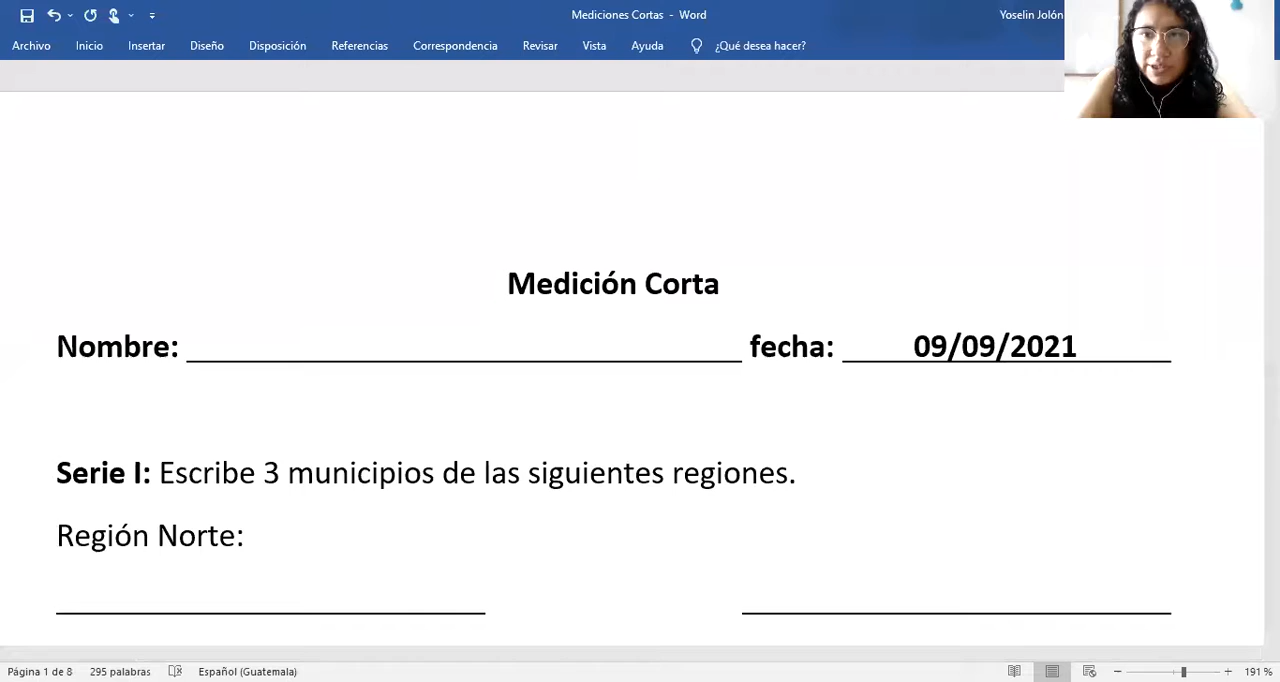 Mediciones Cortas - Word
Yoselin Jolón
Archivo Inicio Insertar Diseño Disposición Referencias Correspondencia Revisar Vista Ayuda ¿Qué desea hacer?
Medición Corta
Nombre: fecha: 09/09/2021
Serie I: Escribe 3 municipios de las siguientes regiones.
Región Norte:
Página 1 de 8 295 palabras Español (Guatemala) 191 %